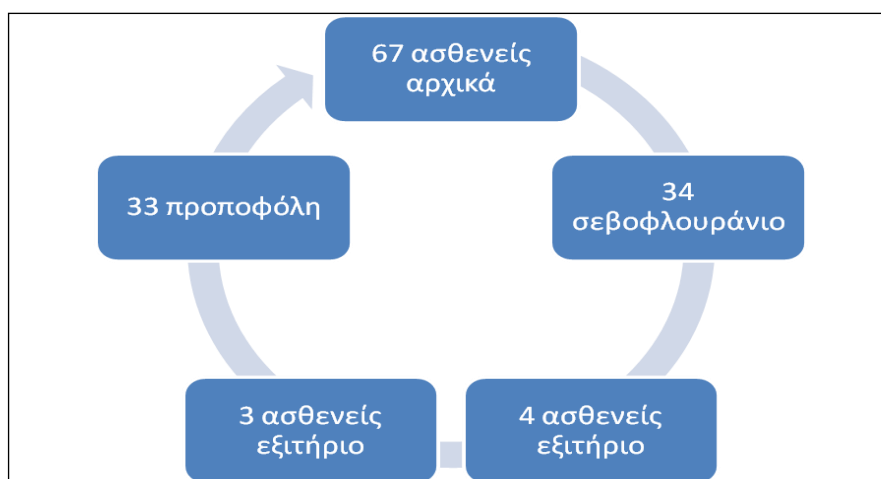 67 ασθενείς
αρχικά
34
σεβοφλουράνιο
4 ασθενείς
εξιτήριο
3 ασθενείς
εξιτήριο
33 προποφόλη